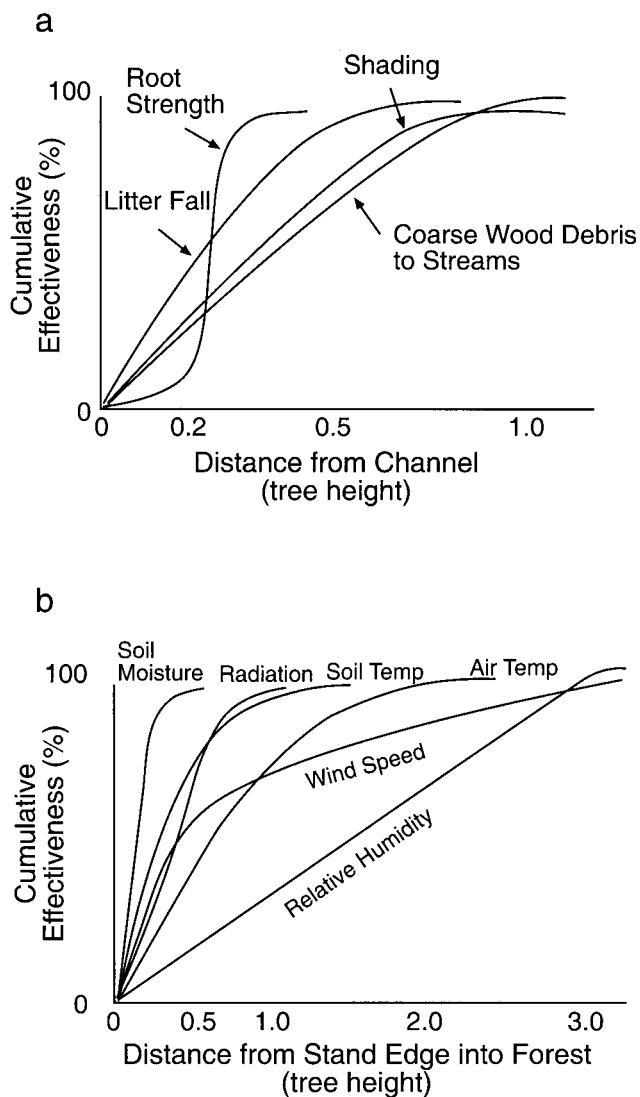 a
Root
Strength
Shading
100
Litter Fall
Coarse Wood Debris
to Streams
Cumulative
Effectiveness (%)
0
0 0.2 0.5 1.0
Distance from Channel
(tree height)
b
Soil
Moisture
Radiation
Soil Temp
Air Temp
100
Wind Speed
Relative Humidity
Cumulative
Effectiveness (%)
0
0 0.5 1.0 2.0 3.0
Distance from Stand Edge into Forest
(tree height)